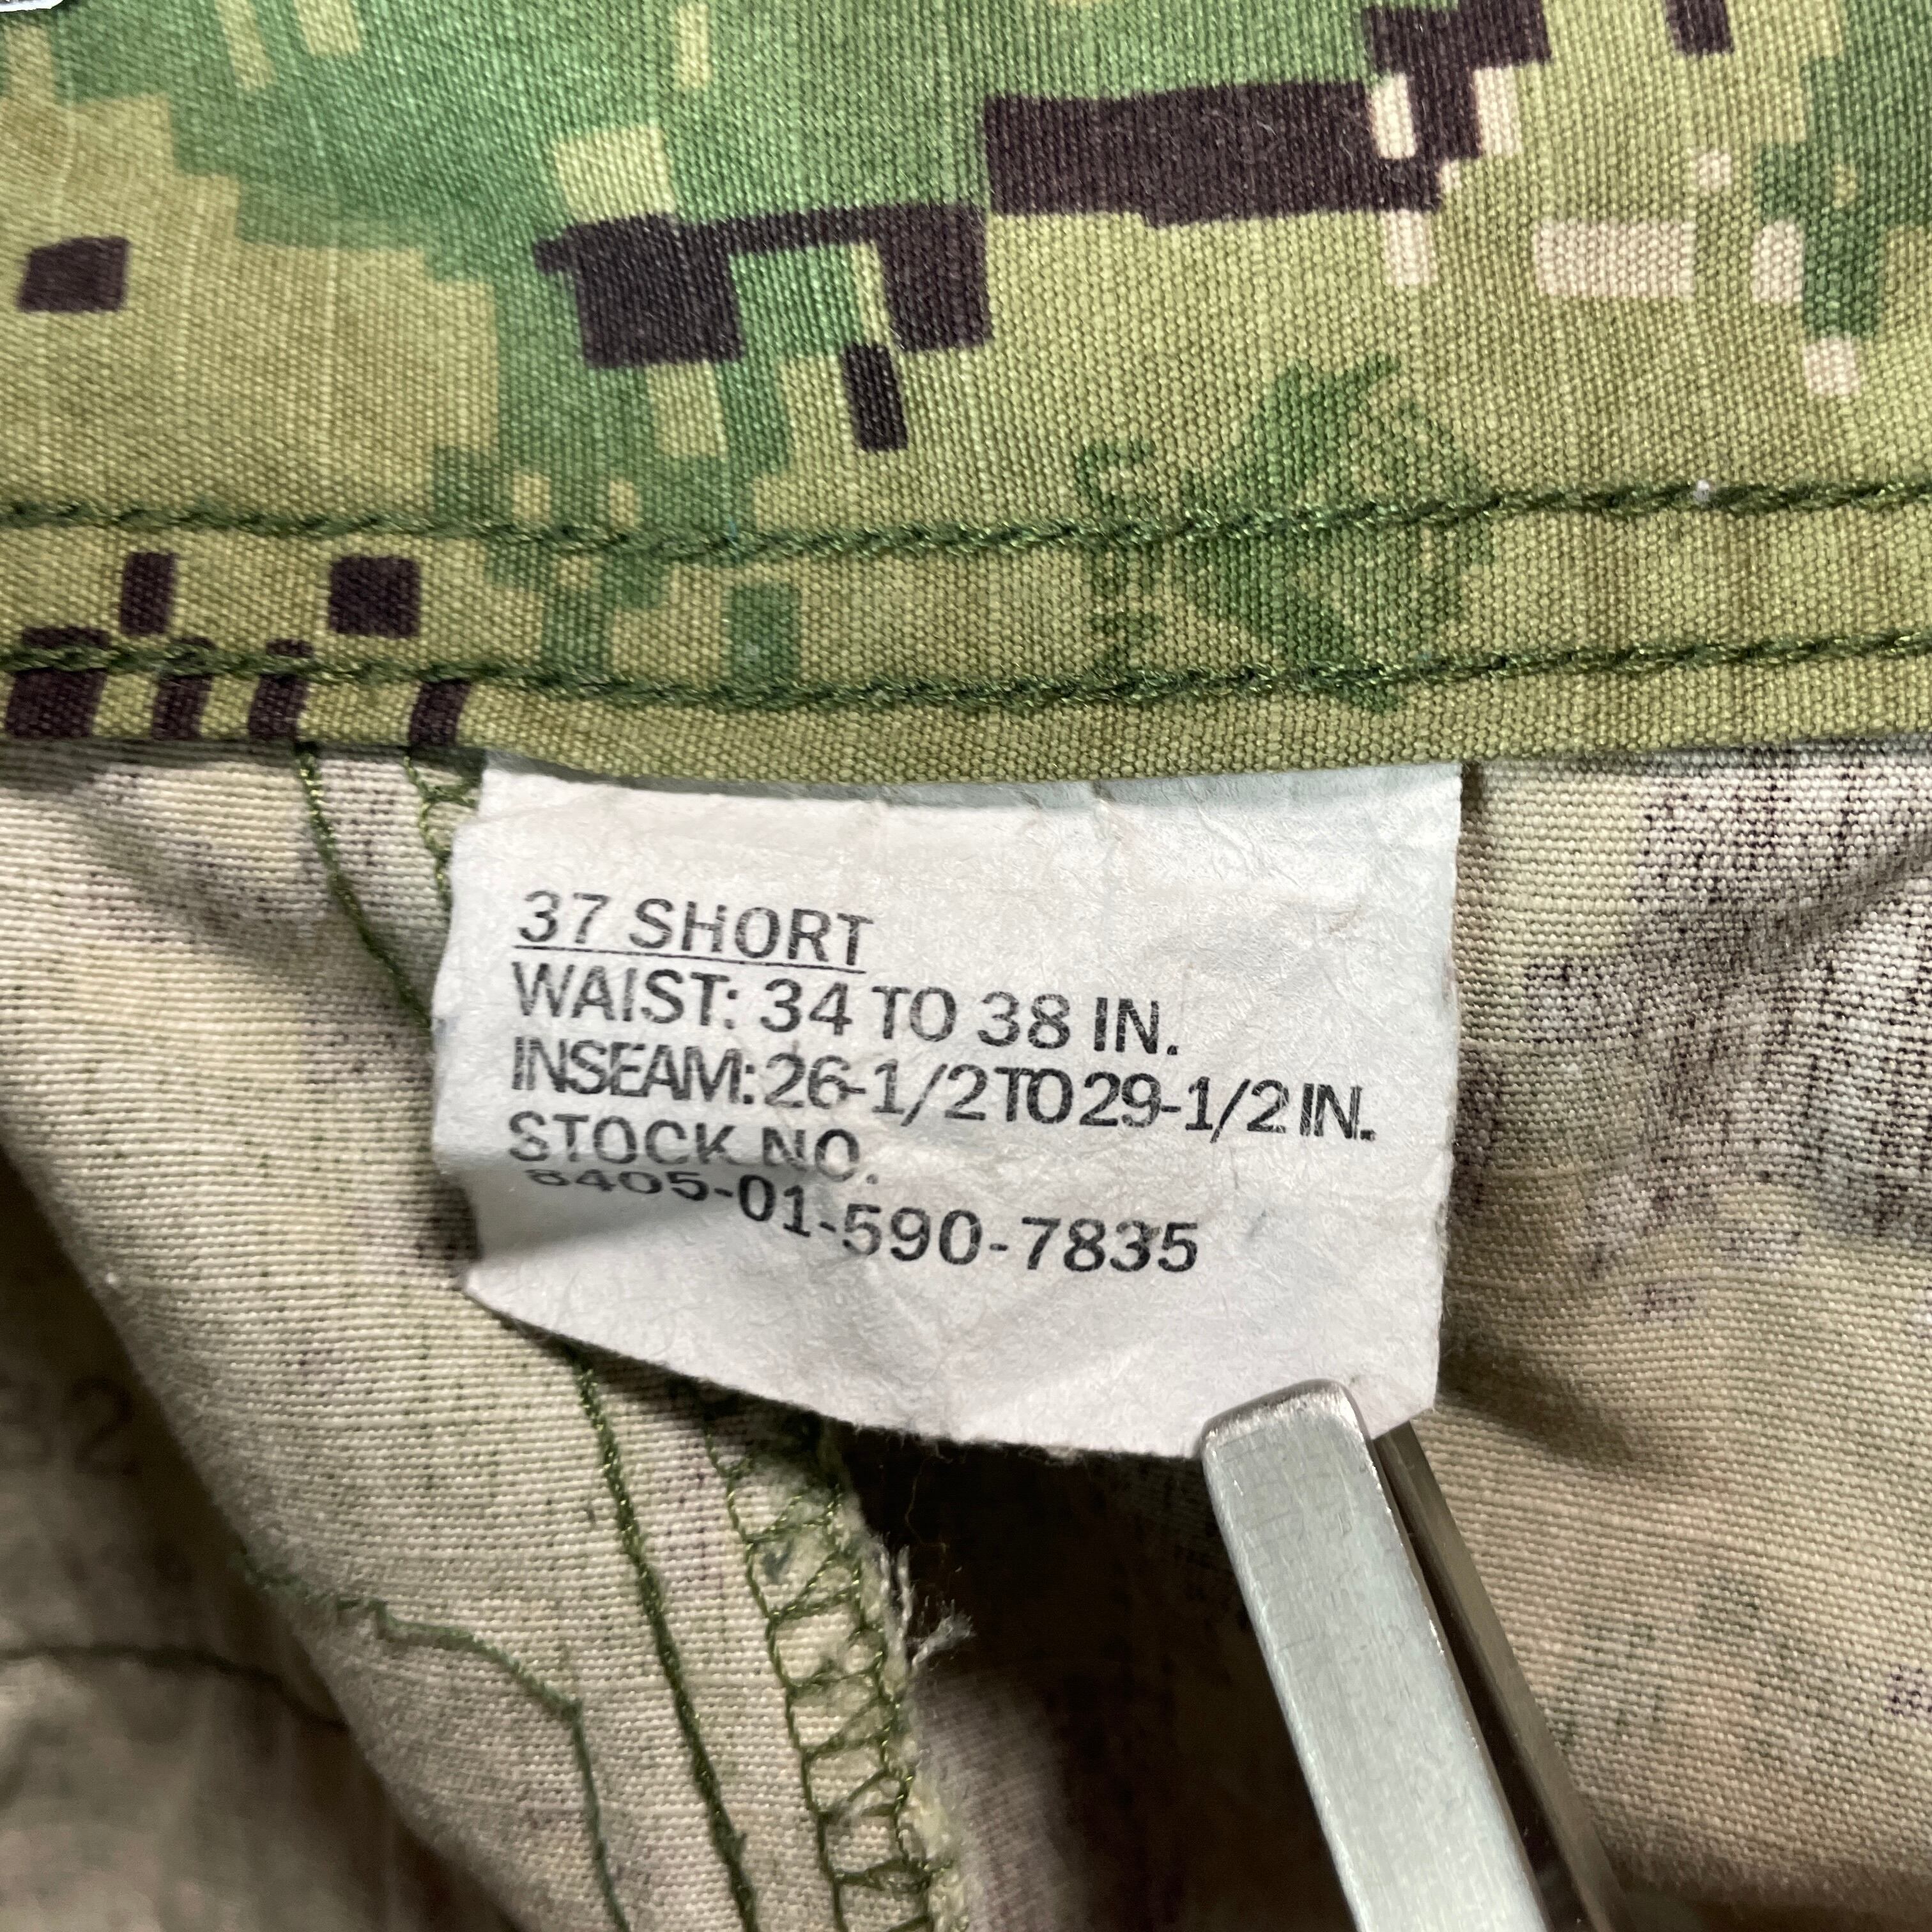 37 SHORT
WAIST: 34 TO 38 IN.
INSEAM: 26-1/2 TO 29-1/2 IN.
STOCK NO.
8405-01-590-7835